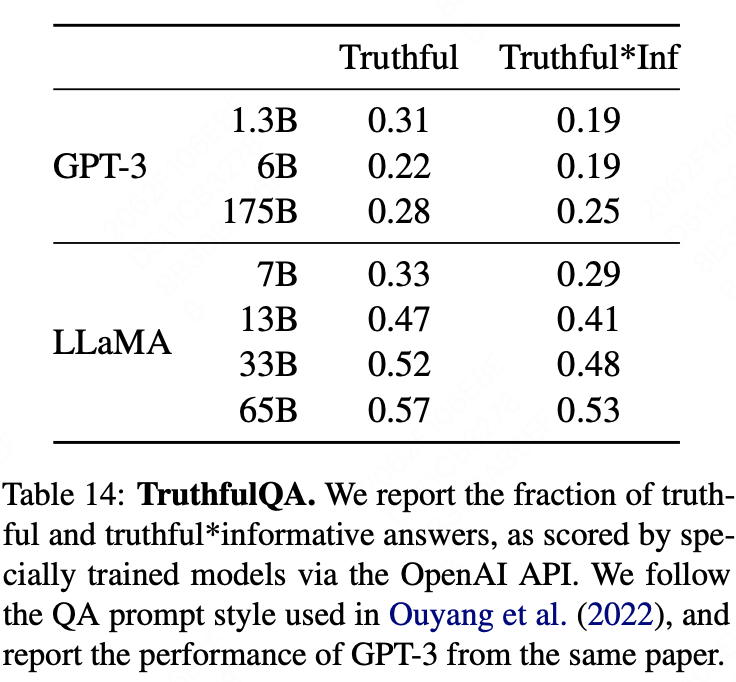 Truthful Truthful*Inf
1.3B 0.31 0.19
GPT-3 6B 0.22 0.19
175B 0.28 0.25
7B 0.33 0.29
13B 0.47 0.41
LLaMA
33B 0.52 0.48
65B 0.57 0.53
Table 14: TruthfulQA. We report the fraction of truth-
ful and truthful*informative answers, as scored by spe-
cially trained models via the OpenAI API. We follow
the QA prompt style used in Ouyang et al. (2022), and
report the performance of GPT-3 from the same paper.